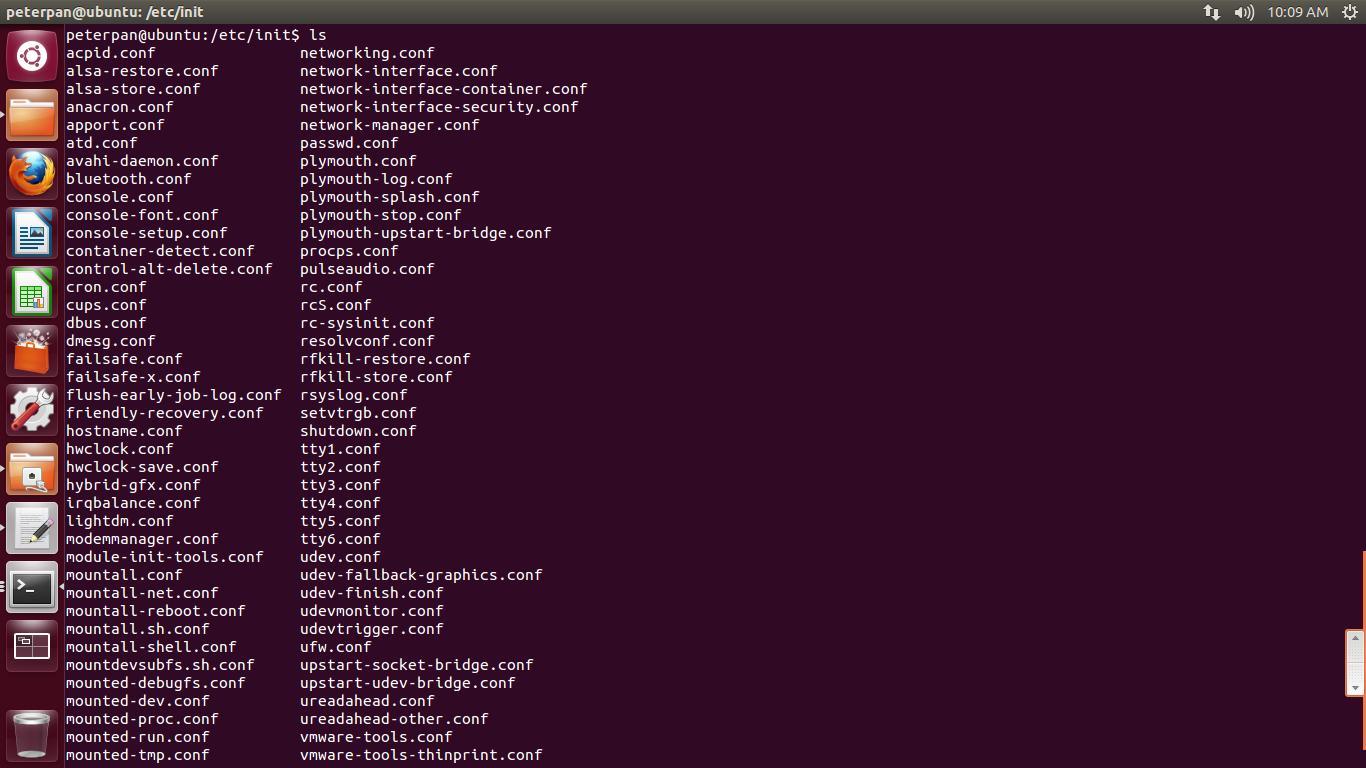 peterpan@ubuntu: /etc/init 10:09 AM
peterpan@ubuntu:/etc/init$ ls
acpid.conf networking.conf
alsa-restore.conf network-interface.conf
alsa-store.conf network-interface-container.conf
anacron.conf network-interface-security.conf
apport.conf network-manager.conf
atd.conf passwd.conf
avahi-daemon.conf plymouth.conf
bluetooth.conf plymouth-log.conf
console.conf plymouth-splash.conf
console-font.conf plymouth-stop.conf
console-setup.conf plymouth-upstart-bridge.conf
container-detect.conf procps.conf
control-alt-delete.conf pulseaudio.conf
cron.conf rc.conf
cups.conf rcS.conf
dbus.conf rc-sysinit.conf
dmesg.conf resolvconf.conf
failsafe.conf rfkill-restore.conf
failsafe-x.conf rfkill-store.conf
flush-early-job-log.conf rsyslog.conf
friendly-recovery.conf setvtrgb.conf
hostname.conf shutdown.conf
hwclock.conf tty1.conf
hwclock-save.conf tty2.conf
hybrid-gfx.conf tty3.conf
irqbalance.conf tty4.conf
lightdm.conf tty5.conf
modemmanager.conf tty6.conf
module-init-tools.conf udev.conf
mountall.conf udev-fallback-graphics.conf
mountall-net.conf udev-finish.conf
mountall-reboot.conf udevmonitor.conf
mountall.sh.conf udevtrigger.conf
mountall-shell.conf ufw.conf
mountdevsubfs.sh.conf upstart-socket-bridge.conf
mounted-debugfs.conf upstart-udev-bridge.conf
mounted-dev.conf ureadahead.conf
mounted-proc.conf ureadahead-other.conf
mounted-run.conf vmware-tools.conf
mounted-tmp.conf vmware-tools-thinprint.conf